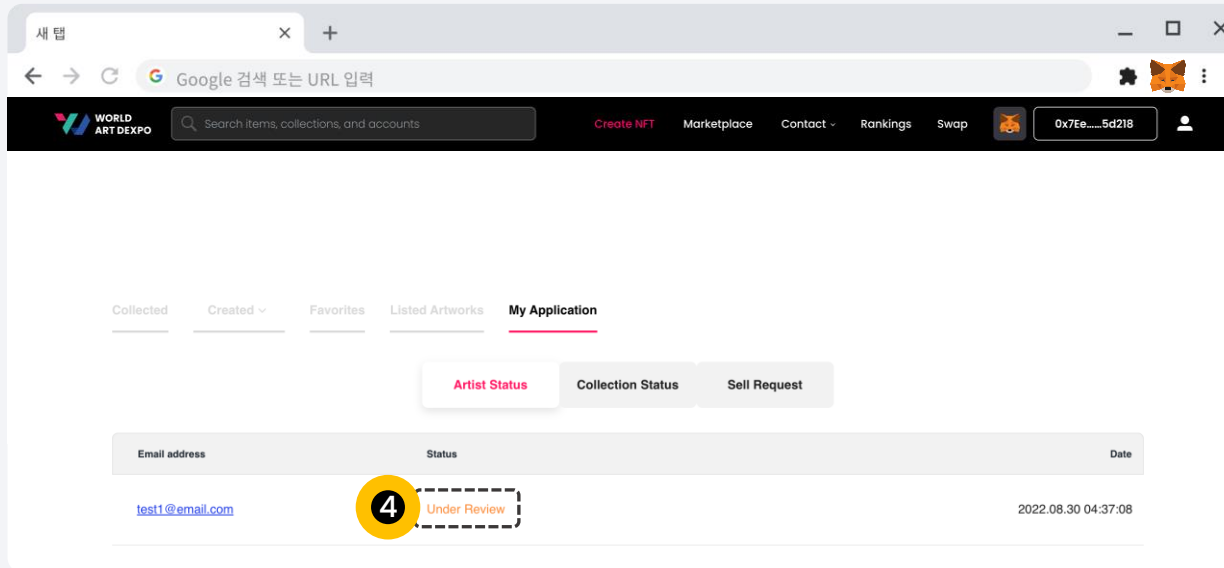 새 탭
Google 검색 또는 URL 입력
WORLD
ART DEXPO
Search items, collections, and accounts
Create NFT Marketplace Contact Rankings Swap 0x7Ee......5d218
Collected Created Favorites Listed Artworks My Application
Artist Status Collection Status Sell Request
Email address Status Date
test1@email.com 4 Under Review 2022.08.30 04:37:08